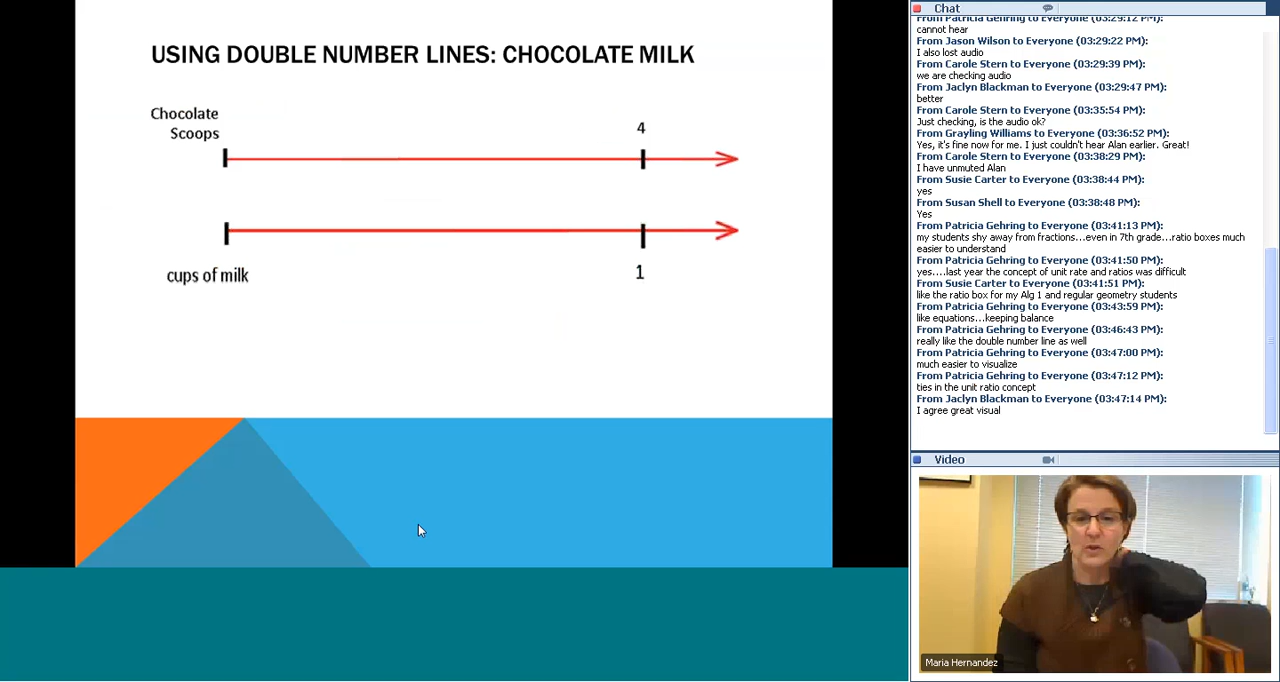 USING DOUBLE NUMBER LINES: CHOCOLATE MILK
Chocolate
Scoops
4
1
cups of milk
Chat
From Patricia Gehring to Everyone (03:29:12 PM):
cannot hear
From Jason Wilson to Everyone (03:29:22 PM):
I also lost audio
From Carole Stern to Everyone (03:29:39 PM):
we are checking audio
From Jaclyn Blackman to Everyone (03:29:47 PM):
better
From Carole Stern to Everyone (03:35:54 PM):
Just checking, is the audio ok?
From Grayling Williams to Everyone (03:36:52 PM):
Yes, it's fine now for me. I just couldn't hear Alan earlier. Great!
From Carole Stern to Everyone (03:38:29 PM):
I have unmuted Alan
From Susie Carter to Everyone (03:38:44 PM):
yes
From Susan Shell to Everyone (03:38:48 PM):
Yes
From Patricia Gehring to Everyone (03:41:13 PM):
my students shy away from fractions...even in 7th grade...ratio boxes much
easier to understand
From Patricia Gehring to Everyone (03:41:50 PM):
yes....last year the concept of unit rate and ratios was difficult
From Susie Carter to Everyone (03:41:51 PM):
like the ratio box for my Alg 1 and regular geometry students
From Patricia Gehring to Everyone (03:43:59 PM):
like equations...keeping balance
From Patricia Gehring to Everyone (03:46:43 PM):
really like the double number line as well
From Patricia Gehring to Everyone (03:47:00 PM):
much easier to visualize
From Patricia Gehring to Everyone (03:47:12 PM):
ties in the unit ratio concept
From Jaclyn Blackman to Everyone (03:47:14 PM):
I agree great visual
Video
Maria Hernandez